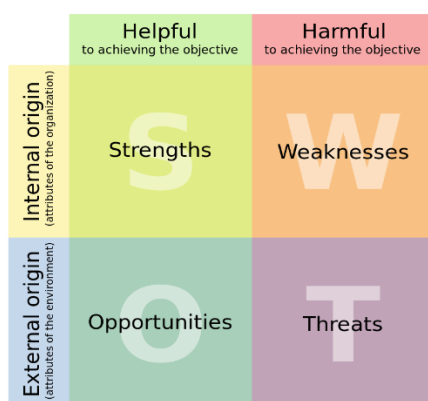 Helpful
to achieving the objective
Harmful
to achieving the objective
Internal origin
(attributes of the organization)
S
Strengths
W
Weaknesses
External origin
(attributes of the environment)
O
Opportunities
T
Threats